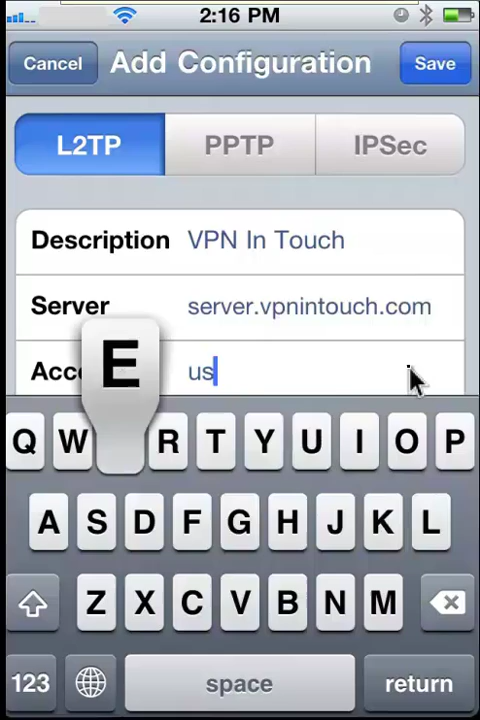 2:16 PM
Cancel Add Configuration Save
L2TP PPTP IPSec
Description VPN In Touch
Server server.vpnintouch.com
Acc us
E
Q W R T Y U I O P
A S D F G H J K L
Z X C V B N M
123 space return